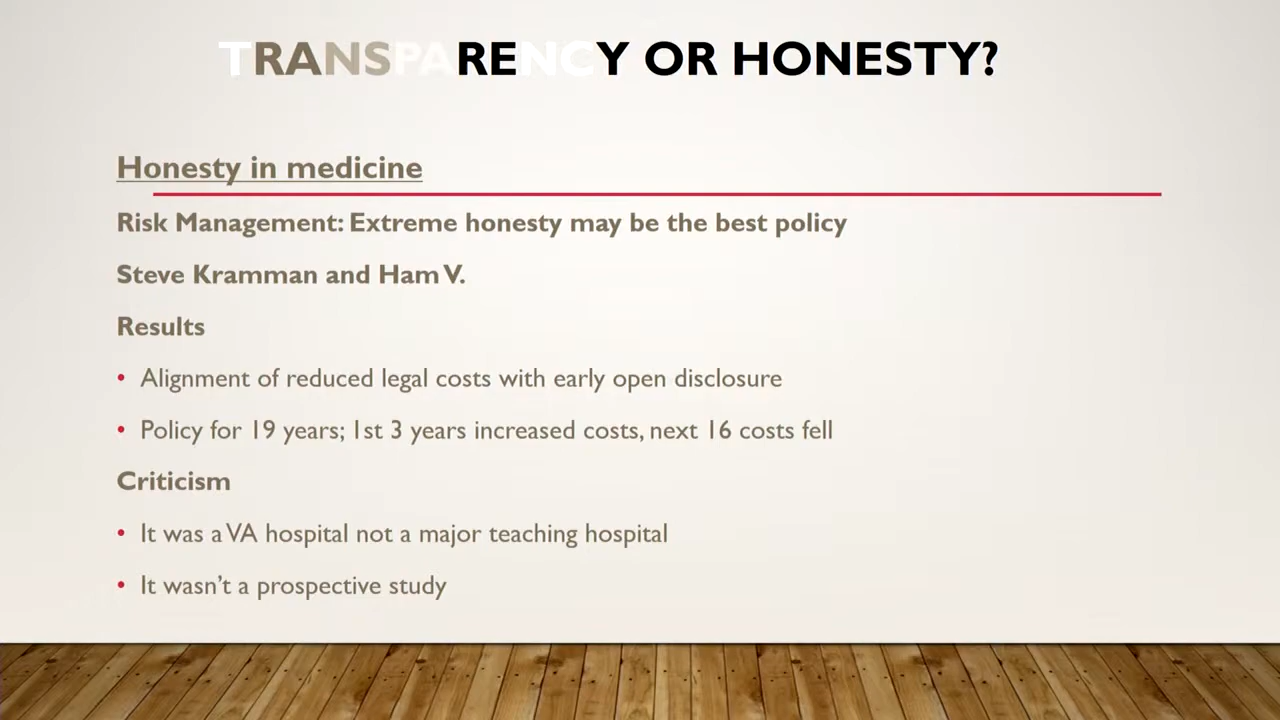 TRANSPARENCY OR HONESTY?
Honesty in medicine
Risk Management: Extreme honesty may be the best policy
Steve Kramman and Ham V.
Results
• Alignment of reduced legal costs with early open disclosure
• Policy for 19 years; 1st 3 years increased costs, next 16 costs fell
Criticism
• It was a VA hospital not a major teaching hospital
• It wasn't a prospective study